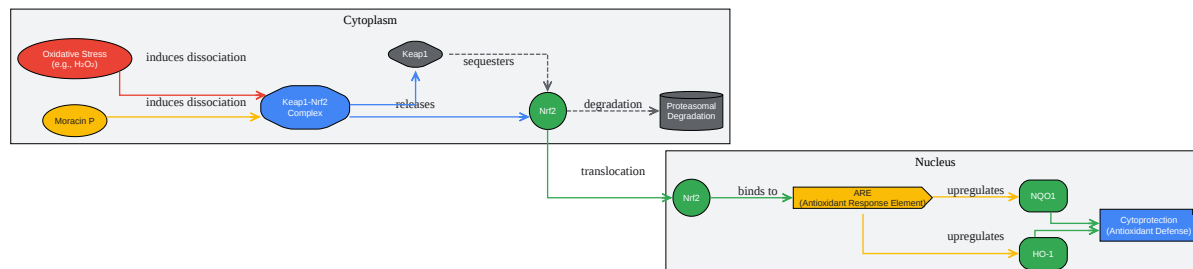 Cytoplasm
Oxidative Stress
(e.g., H₂O₂)
induces dissociation
Keap1
sequesters
induces dissociation
Keap1-Nrf2
Complex
releases
Nrf2
degradation
Proteasomal
Degradation
Moracin P
translocation
Nucleus
Nrf2
binds to
ARE
(Antioxidant Response Element)
upregulates
NQO1
Cytoprotection
(Antioxidant Defense)
upregulates
HO-1